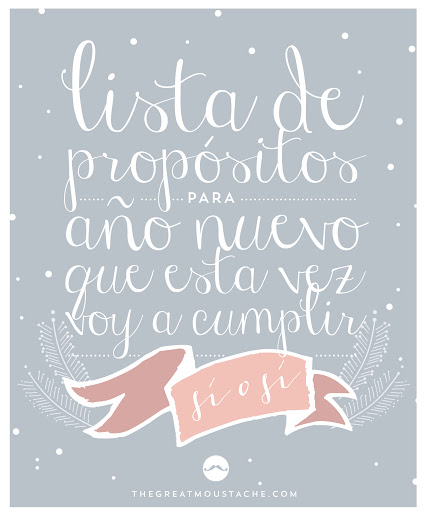 lista de
propósitos
PARA
año nuevo
que esta vez
voy a cumplir
sí o sí
THEGREATMOUSTACHE.COM